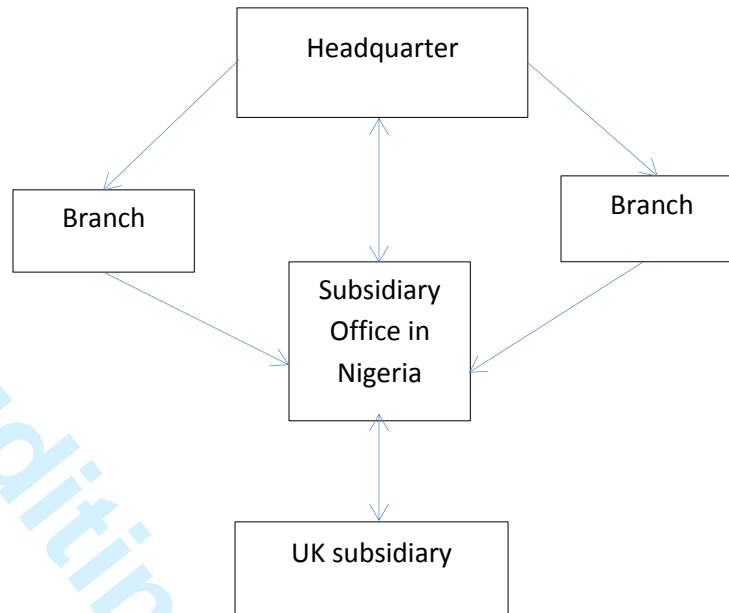 Headquarter
Branch
Branch
Subsidiary
Office in
Nigeria
UK subsidiary